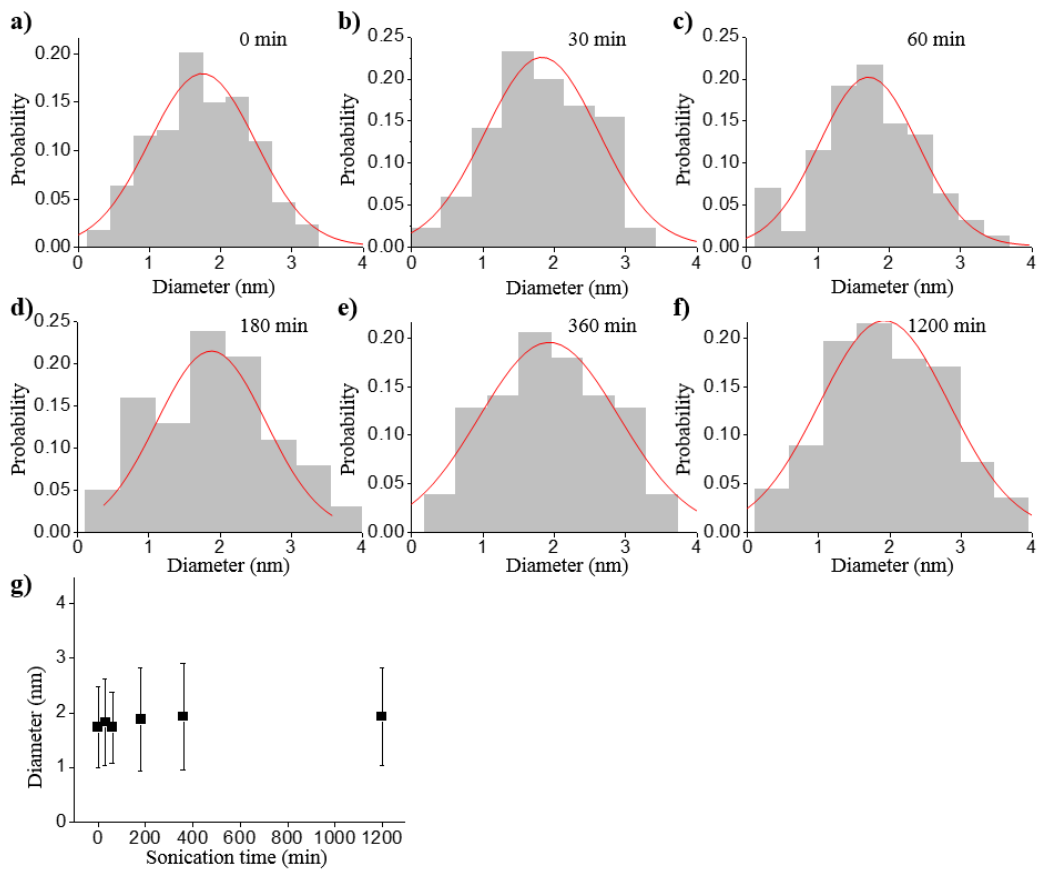 a)
0 min
Probability
0.20
0.15
0.10
0.05
0.00
0 1 2 3 4
Diameter (nm)
b)
30 min
Probability
0.25
0.20
0.15
0.10
0.05
0.00
0 1 2 3 4
Diameter (nm)
c)
60 min
Probability
0.25
0.20
0.15
0.10
0.05
0.00
0 1 2 3 4
Diameter (nm)
d)
180 min
Probability
0.25
0.20
0.15
0.10
0.05
0.00
0 1 2 3 4
Diameter (nm)
e)
360 min
Probability
0.20
0.15
0.10
0.05
0.00
0 1 2 3 4
Diameter (nm)
f)
1200 min
Probability
0.20
0.15
0.10
0.05
0.00
0 1 2 3 4
Diameter (nm)
g)
Diameter (nm)
4
3
2
1
0
0 200 400 600 800 1000 1200
Sonication time (min)